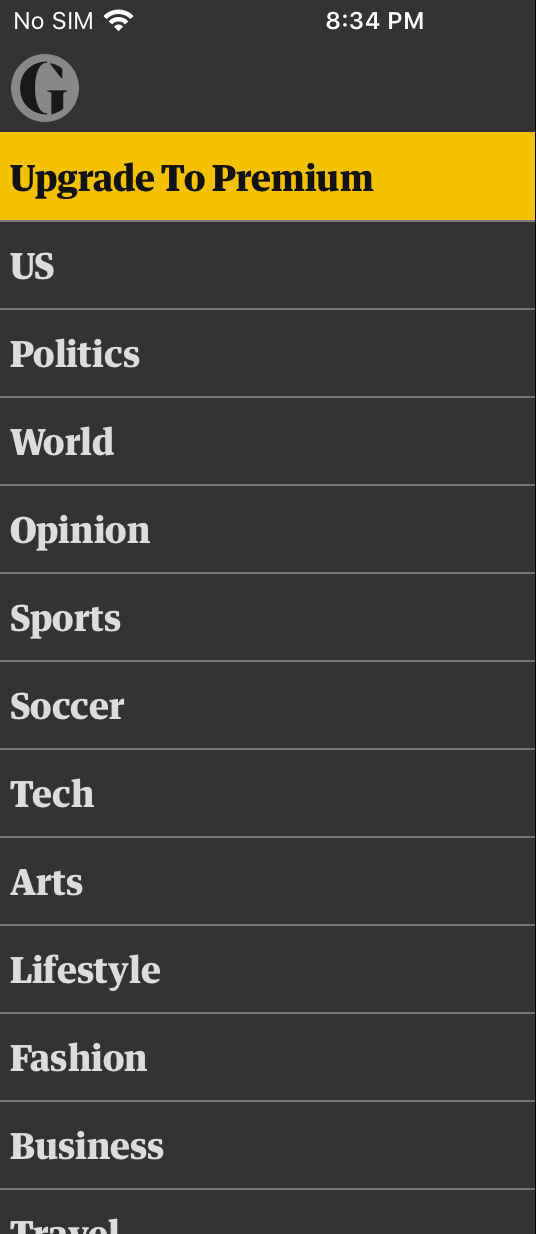 No SIM 8:34 PM
G
Upgrade To Premium
US
Politics
World
Opinion
Sports
Soccer
Tech
Arts
Lifestyle
Fashion
Business
Travel